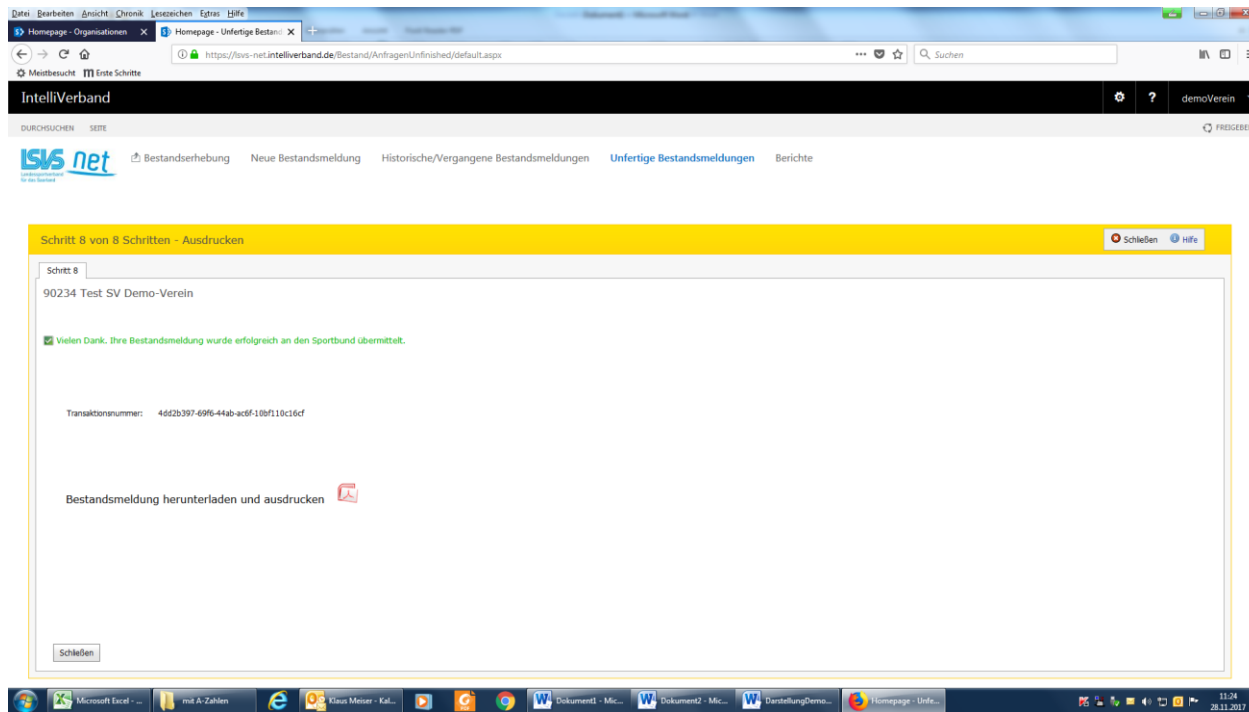 Datei Bearbeiten Ansicht Chronik Lesezeichen Extras Hilfe
Homepage - Organisationen X Homepage - Unfertige Bestand X
https://lsvs-net.intelliverband.de/Bestand/AnfragenUnfinished/default.aspx Suchen
Meistbesucht Erste Schritte
IntelliVerband ? demoVerein
DURCHSUCHEN SEITE FREIGEBE
LSVS net Bestandserhebung Neue Bestandsmeldung Historische/Vergangene Bestandsmeldungen Unfertige Bestandsmeldungen Berichte
Landessportverband
für das Saarland
Schritt 8 von 8 Schritten - Ausdrucken Schließen Hilfe
Schritt 8
90234 Test SV Demo-Verein
Vielen Dank. Ihre Bestandsmeldung wurde erfolgreich an den Sportbund übermittelt.
Transaktionsnummer: 4dd2b397-69f6-44ab-ac6f-10bf110c16cf
Bestandsmeldung herunterladen und ausdrucken
Schließen
Microsoft Excel - ... mit A-Zahlen Klaus Meiser - Kal... Dokument1 - Mic... Dokument2 - Mic... DarstellungDemo... Homepage - Unfe... 11:24
28.11.2017